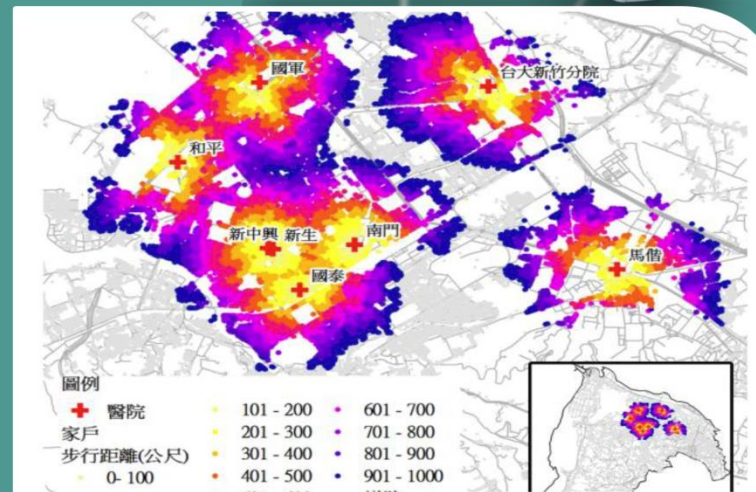 國軍
台大新竹分院
和平
新中興 新生
南門
國泰
馬偕
圖例
醫院
家戶
步行距離(公尺)
0- 100
101 - 200
201 - 300
301 - 400
401 - 500
601 - 700
701 - 800
801 - 900
901 - 1000